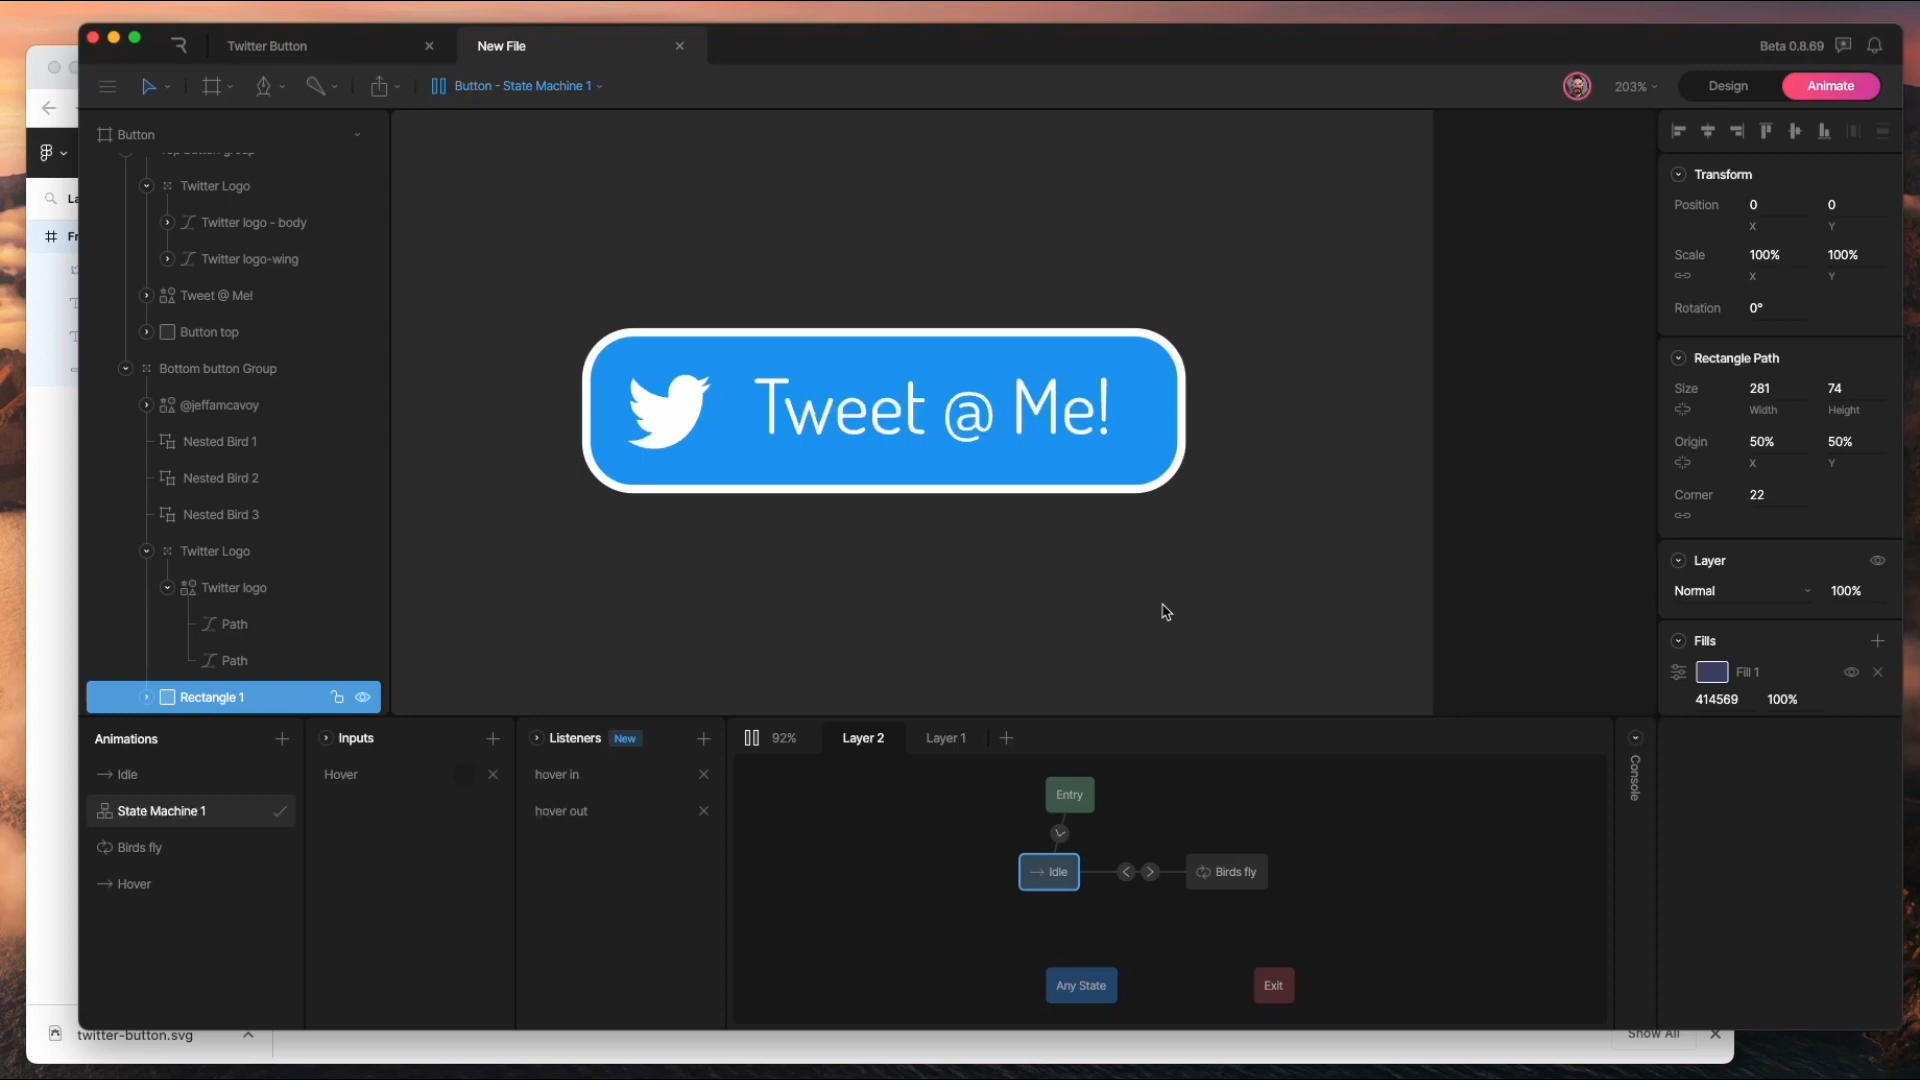 Twitter Button
New File
Beta 0.8.69
Button - State Machine 1
203%
Design
Animate
Button
Twitter Logo
Twitter logo - body
Twitter logo-wing
Tweet @ Me!
Button top
Bottom button Group
@jeffamcavoy
Nested Bird 1
Nested Bird 2
Nested Bird 3
Twitter Logo
Twitter logo
Path
Path
Rectangle 1
Tweet @ Me!
Transform
Position 0 0
X Y
Scale 100% 100%
X Y
Rotation 0°
Rectangle Path
Size 281 74
Width Height
Origin 50% 50%
X Y
Corner 22
Layer
Normal 100%
Fills
Fill 1
414569 100%
Animations
Idle
State Machine 1
Birds fly
Hover
Inputs
Hover
Listeners New
hover in
hover out
92%
Layer 2
Layer 1
Entry
Idle
Birds fly
Any State
Exit
Console
twitter-button.svg
Show All